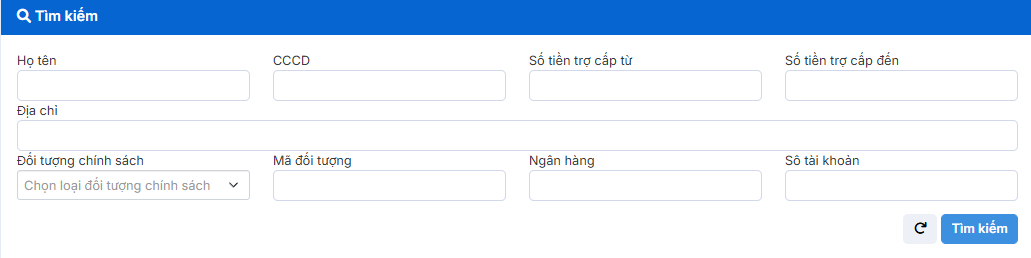 Tìm kiếm
Họ tên CCCD Số tiền trợ cấp từ Số tiền trợ cấp đến
Địa chỉ
Đối tượng chính sách Mã đối tượng Ngân hàng Số tài khoản
Chọn loại đối tượng chính sách
Tìm kiếm